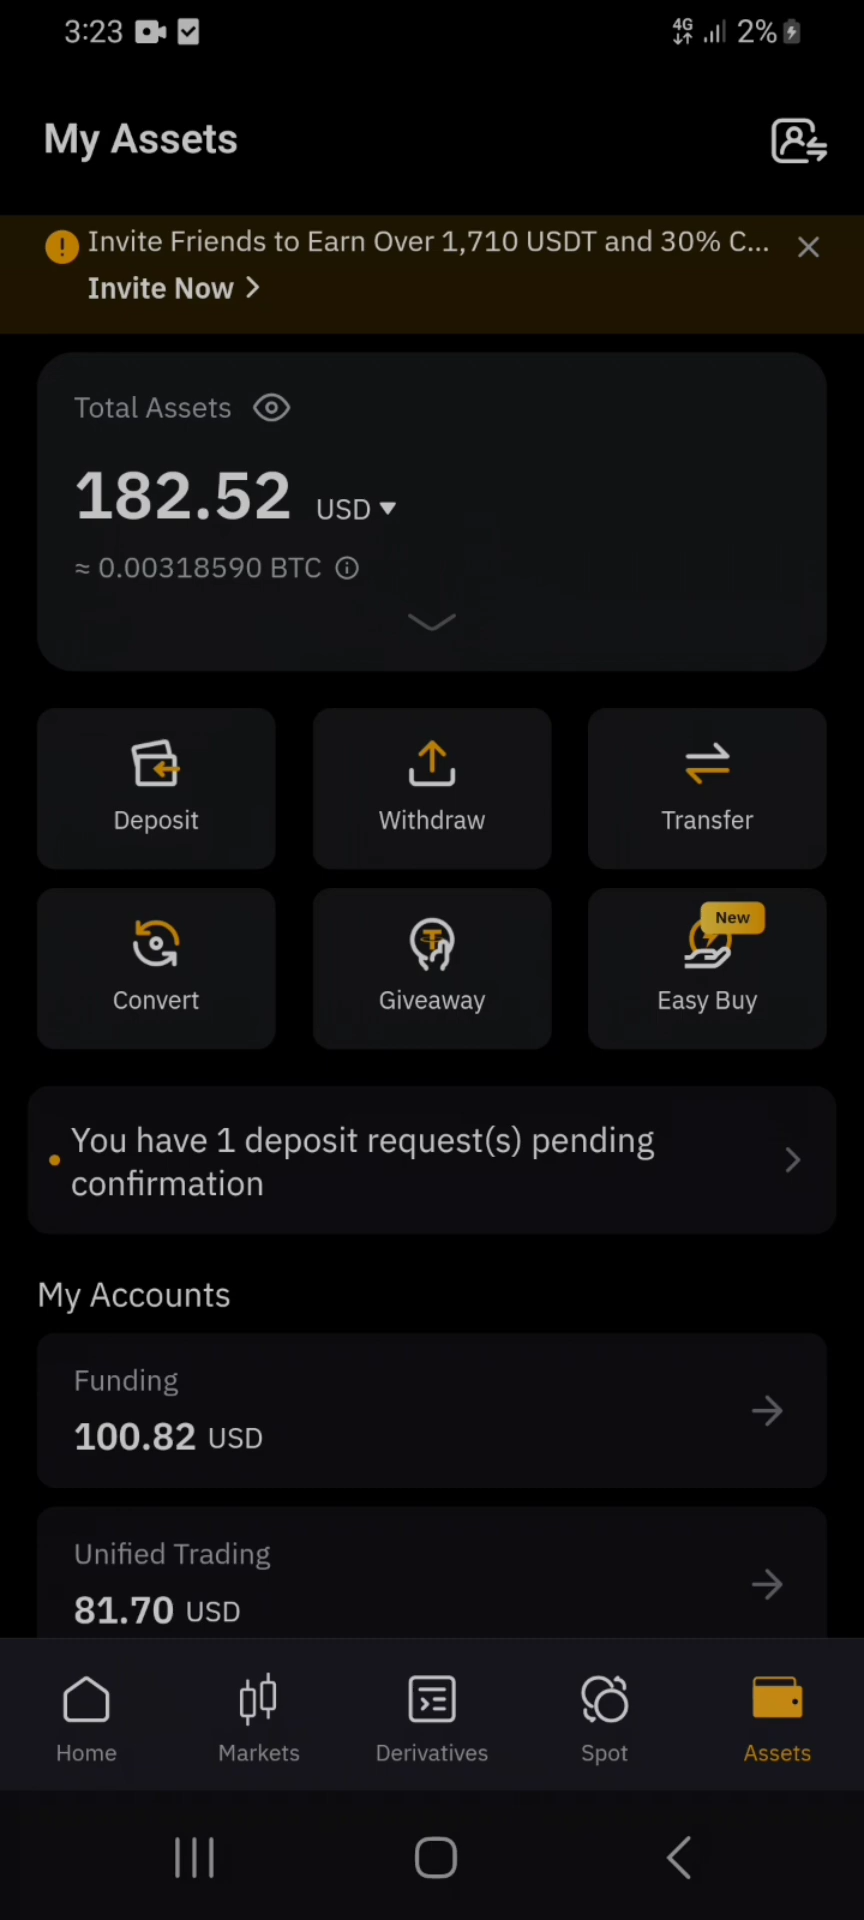 3:23
4G
2%
My Assets
Invite Friends to Earn Over 1,710 USDT and 30% C...
Invite Now >
Total Assets
182.52 USD
≈ 0.00318590 BTC
Deposit
Withdraw
Transfer
Convert
Giveaway
New
Easy Buy
You have 1 deposit request(s) pending
confirmation
My Accounts
Funding
100.82 USD
Unified Trading
81.70 USD
Home
Markets
Derivatives
Spot
Assets